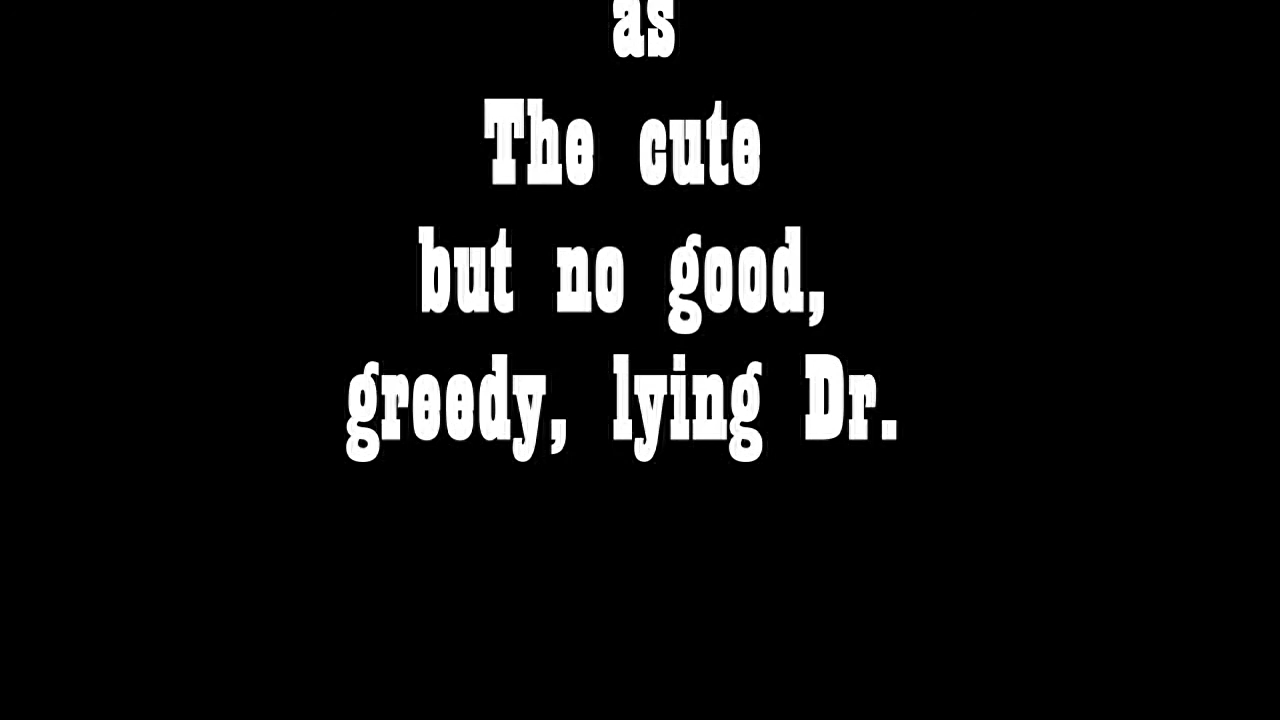 as
The cute
but no good,
greedy, lying Dr.